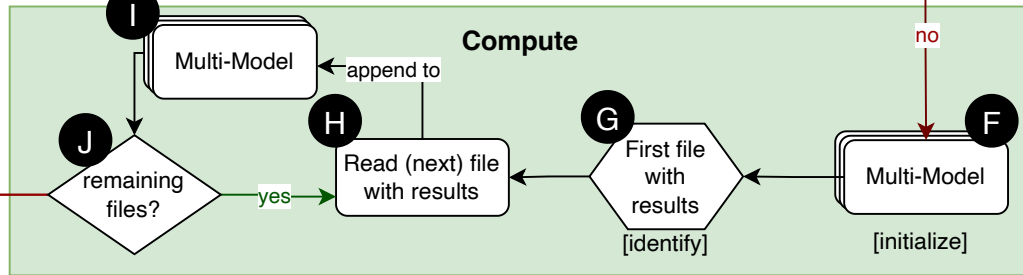 I
Multi-Model
Compute
no
append to
J
remaining
files?
yes
H
Read (next) file
with results
G
First file
with
results
[identify]
F
Multi-Model
[initialize]